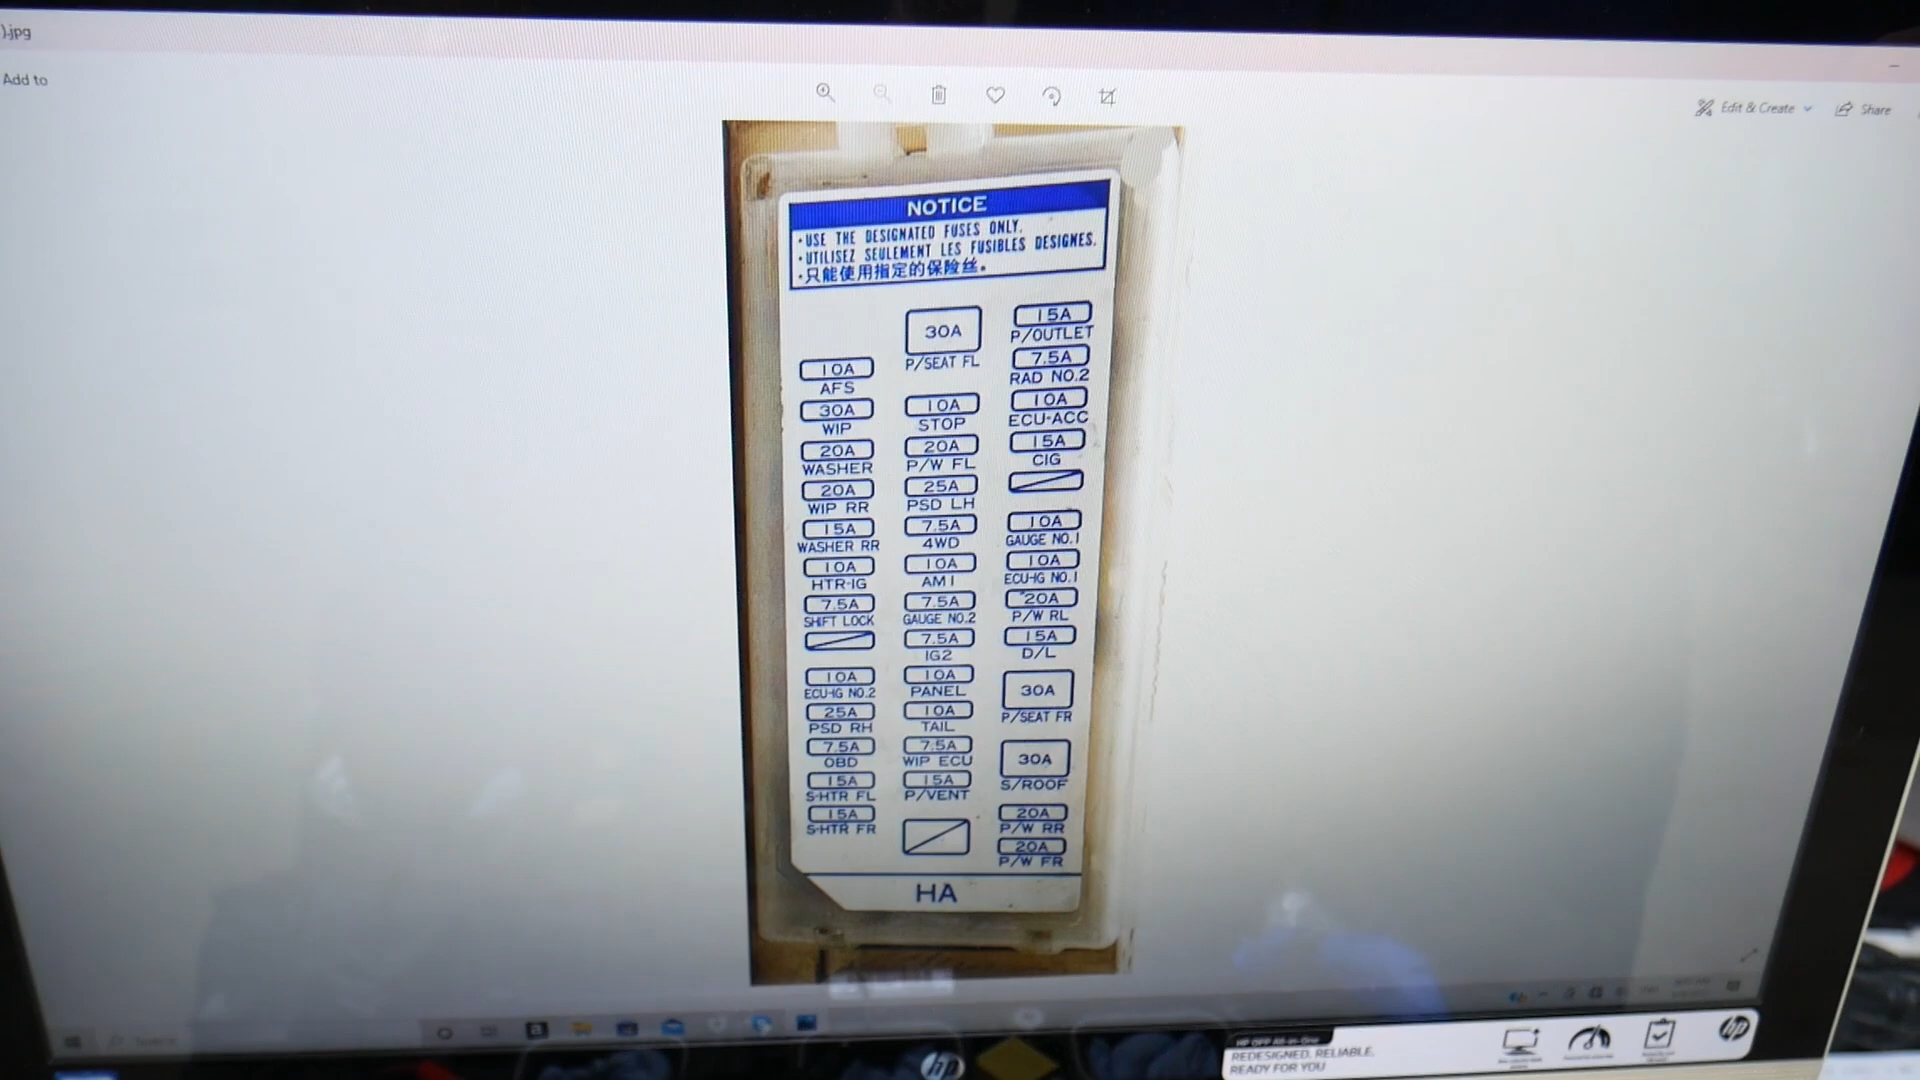 ).jpg
Add to
Edit & Create
Share
NOTICE
·USE THE DESIGNATED FUSES ONLY.
·UTILISEZ SEULEMENT LES FUSIBLES DESIGNES.
·只能使用指定的保险丝。
10A
AFS
30A
WIP
20A
WASHER
20A
WIP RR
15A
WASHER RR
10A
HTR-IG
7.5A
SHIFT LOCK
10A
ECU-IG NO.2
25A
PSD RH
7.5A
OBD
15A
S-HTR FL
15A
S-HTR FR
30A
P/SEAT FL
10A
STOP
20A
P/W FL
25A
PSD LH
7.5A
4WD
10A
AM1
7.5A
GAUGE NO.2
7.5A
IG2
10A
PANEL
10A
TAIL
7.5A
WIP ECU
15A
P/VENT
15A
P/OUTLET
7.5A
RAD NO.2
10A
ECU-ACC
15A
CIG
10A
GAUGE NO.1
10A
ECU-IG NO.1
20A
P/W RL
15A
D/L
30A
P/SEAT FR
30A
S/ROOF
20A
P/W RR
20A
P/W FR
HA
hp
REDESIGNED. RELIABLE.
READY FOR YOU
hp